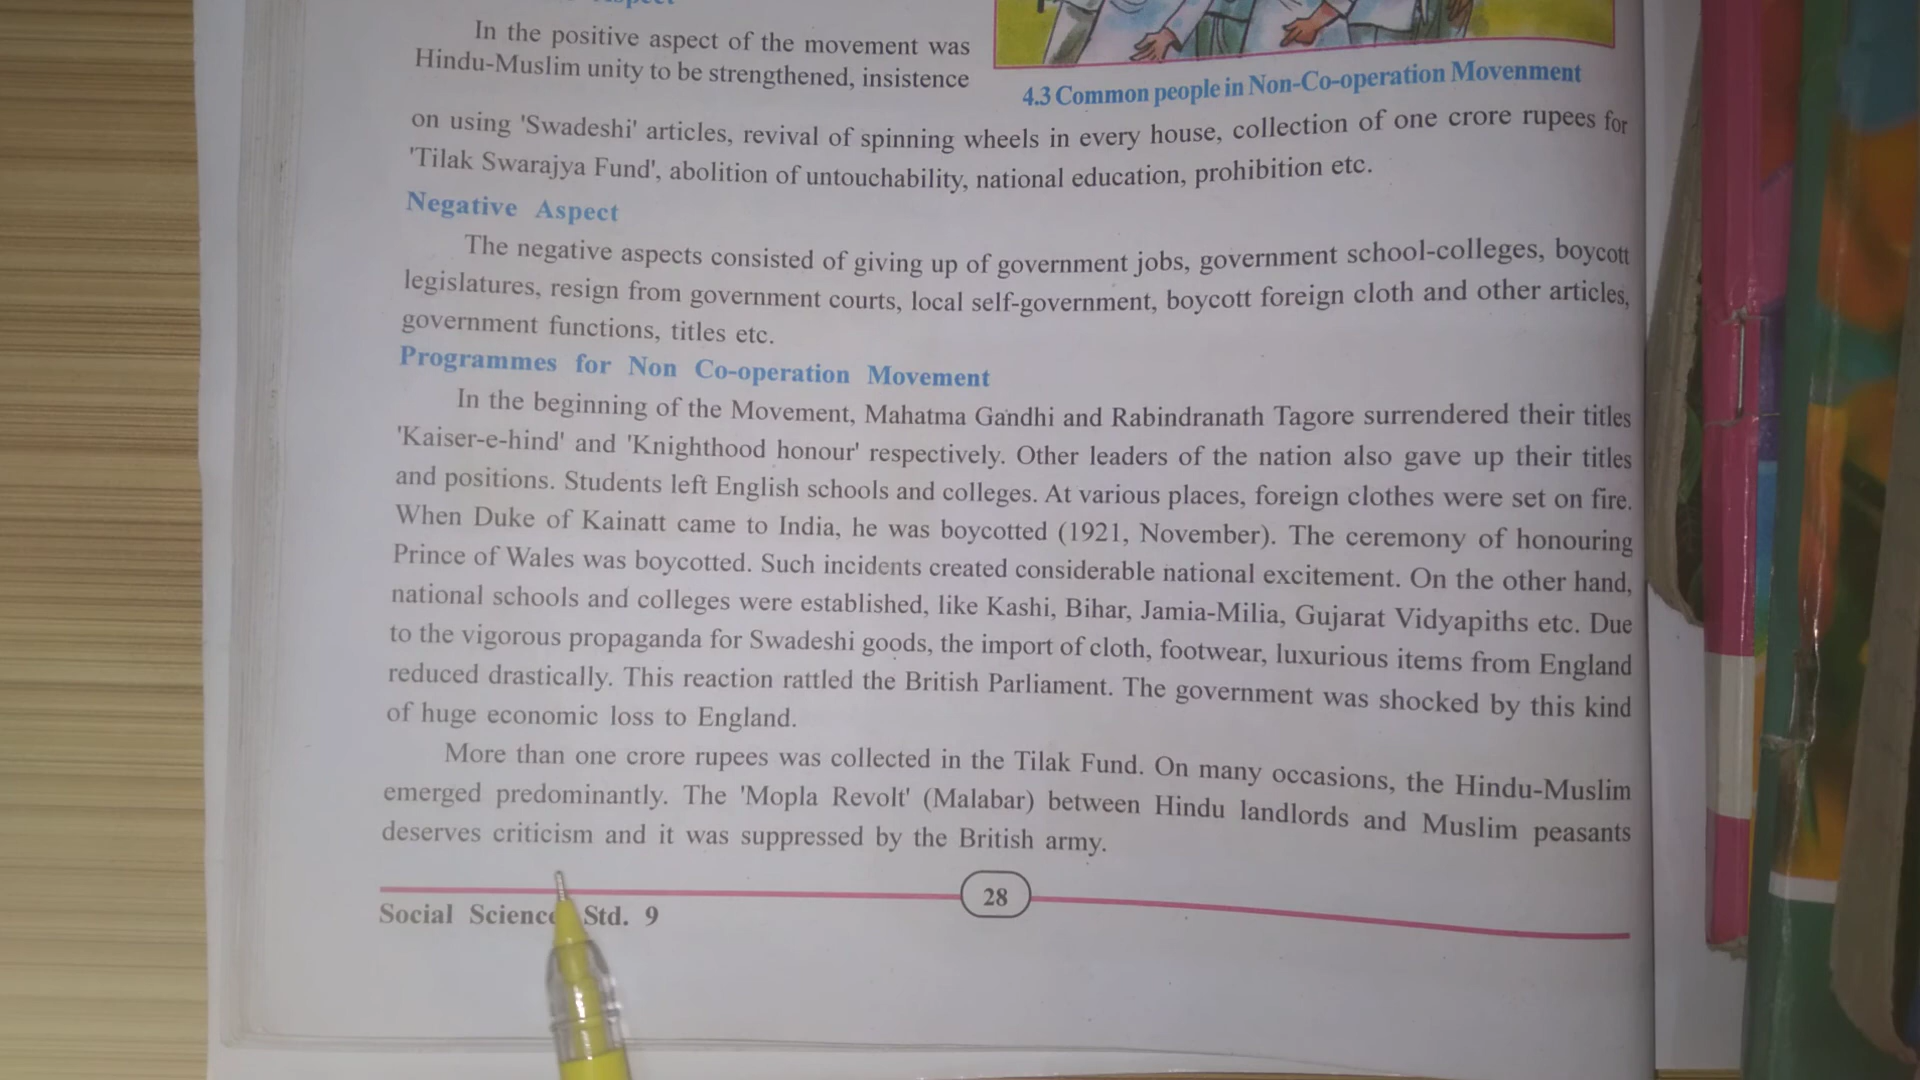 In the positive aspect of the movement was
Hindu-Muslim unity to be strengthened, insistence
4.3 Common people in Non-Co-operation Movenment
on using 'Swadeshi' articles, revival of spinning wheels in every house, collection of one crore rupees for
'Tilak Swarajya Fund', abolition of untouchability, national education, prohibition etc.
Negative Aspect
The negative aspects consisted of giving up of government jobs, government school-colleges, boycott
legislatures, resign from government courts, local self-government, boycott foreign cloth and other articles,
government functions, titles etc.
Programmes for Non Co-operation Movement
In the beginning of the Movement, Mahatma Gandhi and Rabindranath Tagore surrendered their titles
'Kaiser-e-hind' and 'Knighthood honour' respectively. Other leaders of the nation also gave up their titles
and positions. Students left English schools and colleges. At various places, foreign clothes were set on fire.
When Duke of Kainatt came to India, he was boycotted (1921, November). The ceremony of honouring
Prince of Wales was boycotted. Such incidents created considerable national excitement. On the other hand,
national schools and colleges were established, like Kashi, Bihar, Jamia-Milia, Gujarat Vidyapiths etc. Due
to the vigorous propaganda for Swadeshi goods, the import of cloth, footwear, luxurious items from England
reduced drastically. This reaction rattled the British Parliament. The government was shocked by this kind
of huge economic loss to England.
More than one crore rupees was collected in the Tilak Fund. On many occasions, the Hindu-Muslim
emerged predominantly. The 'Mopla Revolt' (Malabar) between Hindu landlords and Muslim peasants
deserves criticism and it was suppressed by the British army.
28
Social Science Std. 9